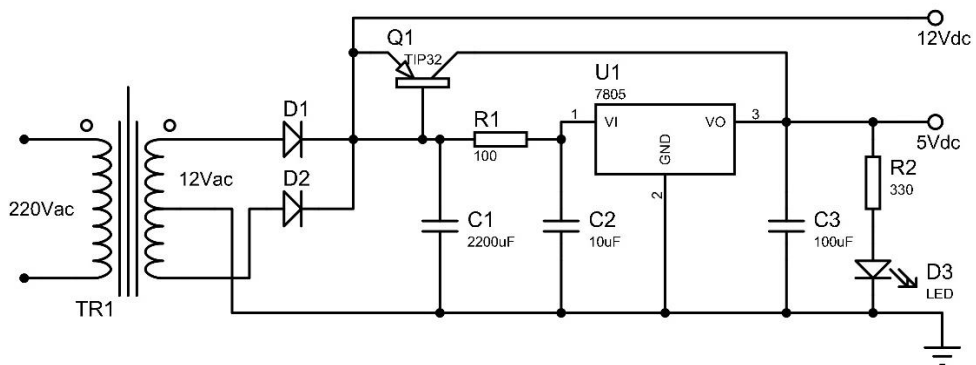 Q1
TIP32
12Vdc
U1
7805
D1
R1
1
VI
VO
3
100
GND
5Vdc
12Vac
D2
R2
330
220Vac
2
C1
2200uF
C2
10uF
C3
100uF
D3
LED
TR1